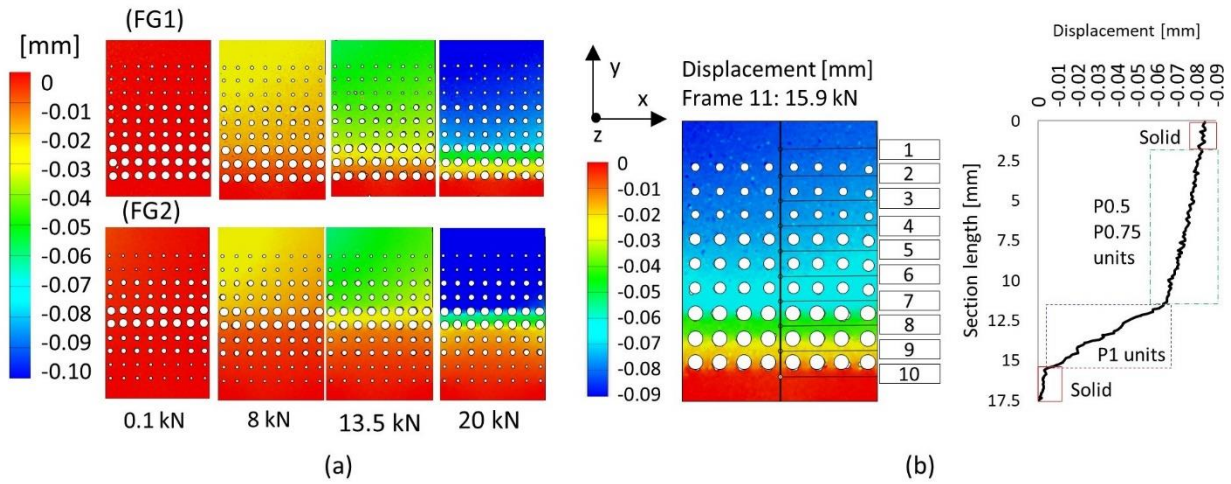 (FG1)
[mm]
0
-0.01
-0.02
-0.03
-0.04
-0.05
-0.06
-0.07
-0.08
-0.09
-0.10
(FG2)
0.1 kN
8 kN
13.5 kN
20 kN
(a)
y
x
z
Displacement [mm]
Frame 11: 15.9 kN
0
-0.01
-0.02
-0.03
-0.04
-0.05
-0.06
-0.07
-0.08
-0.09
1
2
3
4
5
6
7
8
9
10
(b)
Displacement [mm]
0
-0.01
-0.02
-0.03
-0.04
-0.05
-0.06
-0.07
-0.08
-0.09
Section length [mm]
0
2.5
5
7.5
10
12.5
15
17.5
Solid
P0.5
P0.75
units
P1 units
Solid